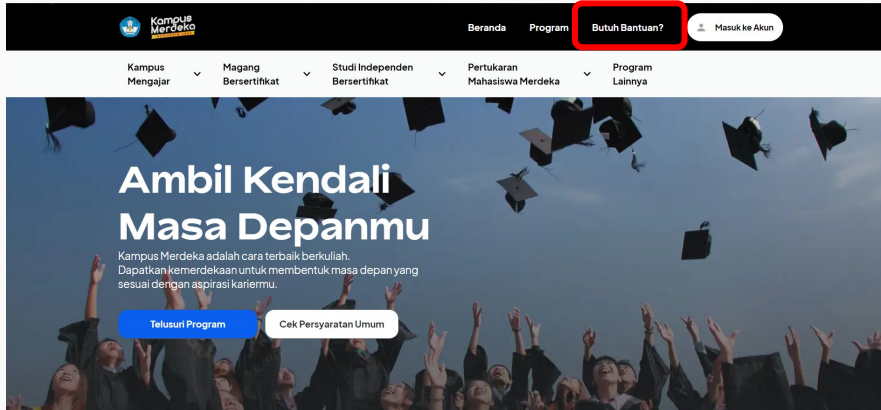 Kampus
Merdeka
Beranda Program Butuh Bantuan? Masuk ke Akun
Kampus
Mengajar
Magang
Bersertifikat
Studi Independen
Bersertifikat
Pertukaran
Mahasiswa Merdeka
Program
Lainnya
Ambil Kendali
Masa Depanmu
Kampus Merdeka adalah cara terbaik berkuliah.
Dapatkan kemerdekaan untuk membentuk masa depan yang
sesuai dengan aspirasi kariermu.
Telusuri Program Cek Persyaratan Umum